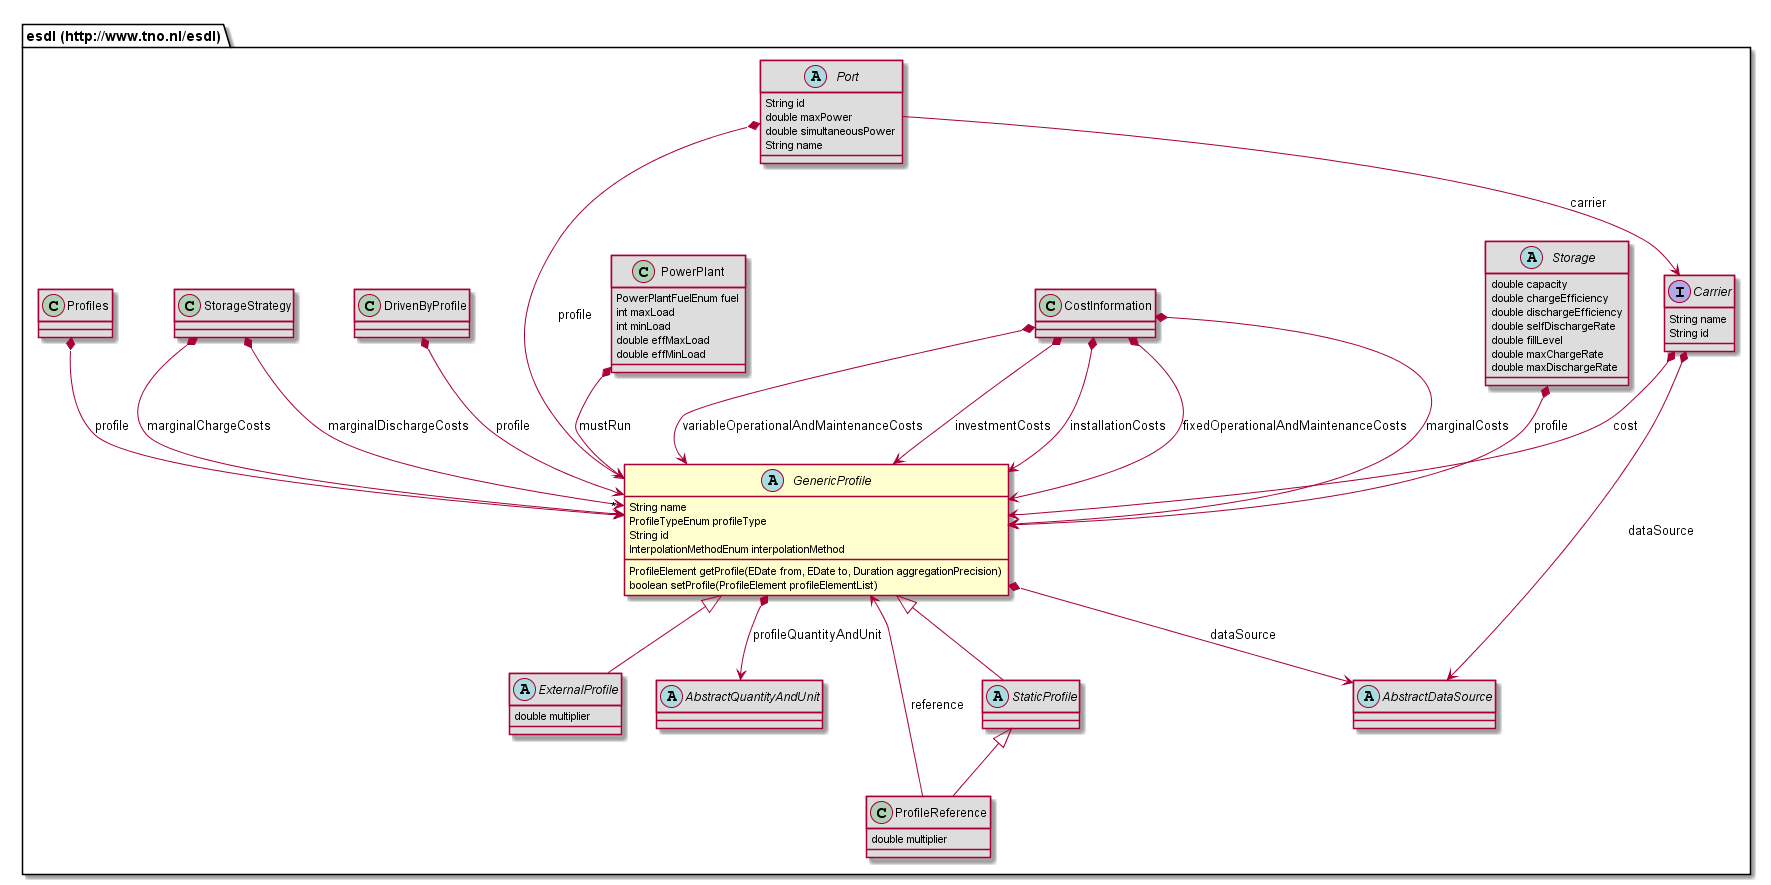 esdl (http://www.tno.nl/esdl)
A Port
String id
double maxPower
double simultaneousPower
String name
carrier
profile
C Profiles
C StorageStrategy
C DrivenByProfile
C PowerPlant
PowerPlantFuelEnum fuel
int maxLoad
int minLoad
double effMaxLoad
double effMinLoad
C CostInformation
A Storage
double capacity
double chargeEfficiency
double dischargeEfficiency
double selfDischargeRate
double fillLevel
double maxChargeRate
double maxDischargeRate
I Carrier
String name
String id
profile
marginalChargeCosts
marginalDischargeCosts
profile
mustRun
variableOperationalAndMaintenanceCosts
investmentCosts
installationCosts
fixedOperationalAndMaintenanceCosts
marginalCosts
profile
cost
*
A GenericProfile
String name
ProfileTypeEnum profileType
String id
InterpolationMethodEnum interpolationMethod
ProfileElement getProfile(EDate from, EDate to, Duration aggregationPrecision)
boolean setProfile(ProfileElement profileElementList)
dataSource
profileQuantityAndUnit
dataSource
A ExternalProfile
double multiplier
A AbstractQuantityAndUnit
reference
A StaticProfile
A AbstractDataSource
C ProfileReference
double multiplier